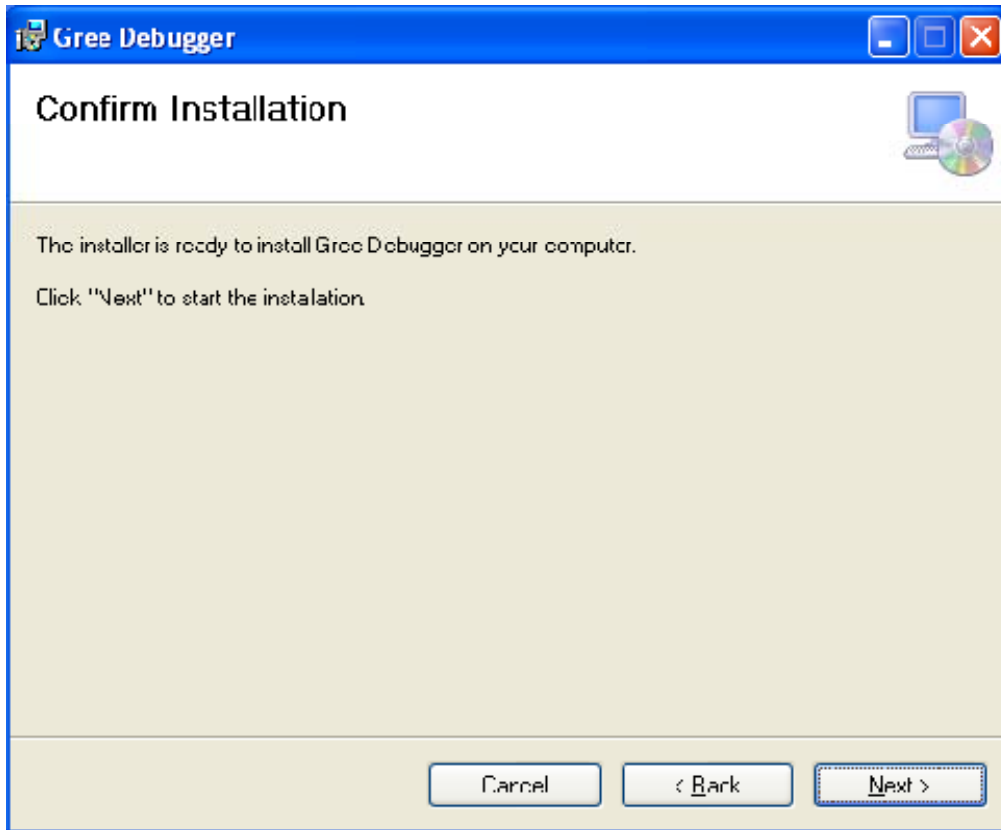 Gree Debugger
Confirm Installation
The installer is ready to install Gree Debugger on your computer.
Click "Next" to start the installation.
Cancel
< Back
Next >